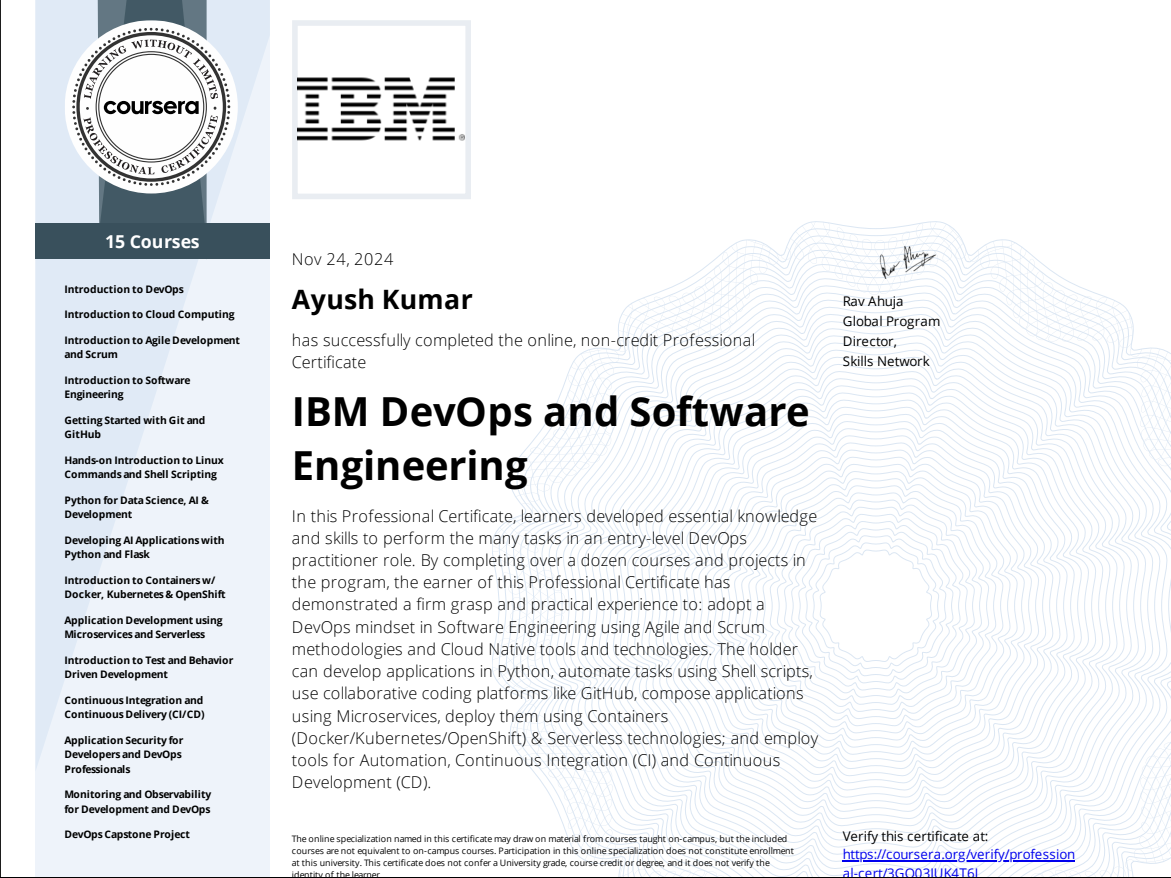 LEARNING WITHOUT LIMITS
coursera
PROFESSIONAL CERTIFICATE
IBM®
15 Courses
Introduction to DevOps
Introduction to Cloud Computing
Introduction to Agile Development
and Scrum
Introduction to Software
Engineering
Getting Started with Git and
GitHub
Hands-on Introduction to Linux
Commands and Shell Scripting
Python for Data Science, AI &
Development
Developing AI Applications with
Python and Flask
Introduction to Containers w/
Docker, Kubernetes & OpenShift
Application Development using
Microservices and Serverless
Introduction to Test and Behavior
Driven Development
Continuous Integration and
Continuous Delivery (CI/CD)
Application Security for
Developers and DevOps
Professionals
Monitoring and Observability
for Development and DevOps
DevOps Capstone Project
Nov 24, 2024
Ayush Kumar
has successfully completed the online, non-credit Professional
Certificate
IBM DevOps and Software
Engineering
In this Professional Certificate, learners developed essential knowledge
and skills to perform the many tasks in an entry-level DevOps
practitioner role. By completing over a dozen courses and projects in
the program, the earner of this Professional Certificate has
demonstrated a firm grasp and practical experience to: adopt a
DevOps mindset in Software Engineering using Agile and Scrum
methodologies and Cloud Native tools and technologies. The holder
can develop applications in Python, automate tasks using Shell scripts,
use collaborative coding platforms like GitHub, compose applications
using Microservices, deploy them using Containers
(Docker/Kubernetes/OpenShift) & Serverless technologies; and employ
tools for Automation, Continuous Integration (CI) and Continuous
Development (CD).
The online specialization named in this certificate may draw on material from courses taught on-campus, but the included
courses are not equivalent to on-campus courses. Participation in this online specialization does not constitute enrollment
at this university. This certificate does not confer a University grade, course credit or degree, and it does not verify the
identity of the learner.
Rav Ahuja
Rav Ahuja
Global Program
Director,
Skills Network
Verify this certificate at:
https://coursera.org/verify/profession